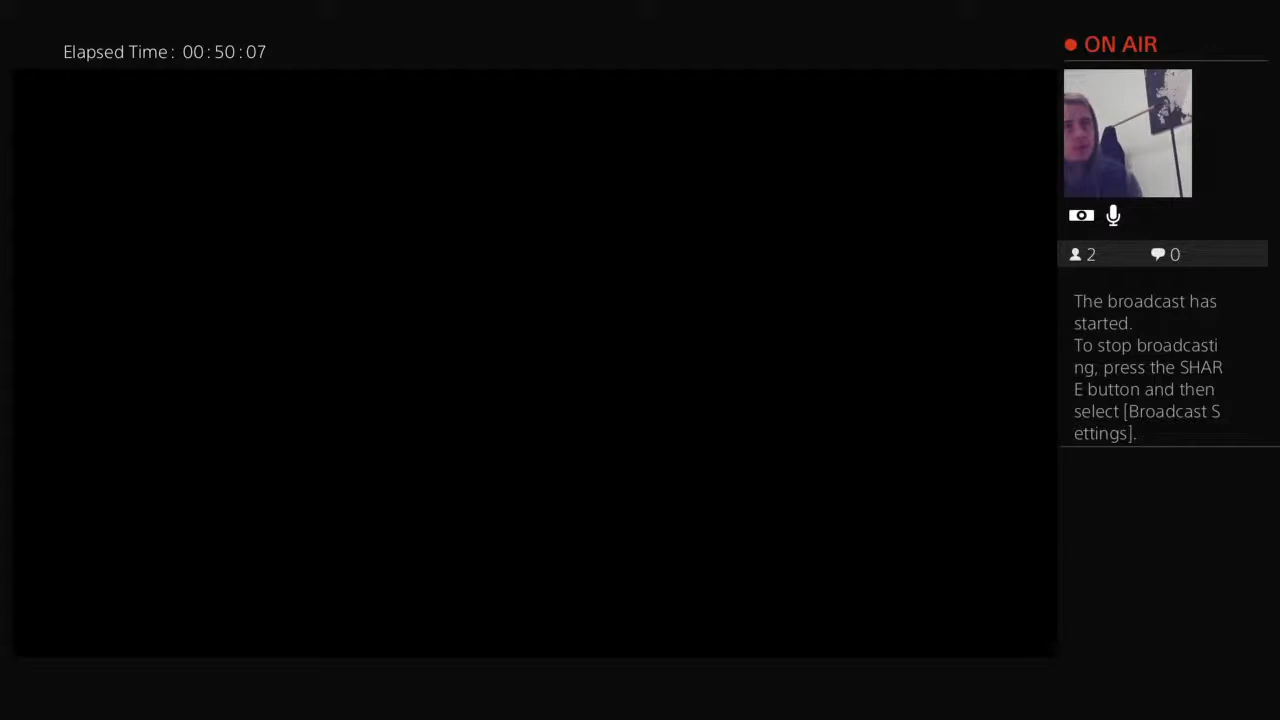 Elapsed Time: 00:50:07
ON AIR
2 0
The broadcast has
started.
To stop broadcasti
ng, press the SHAR
E button and then
select [Broadcast S
ettings].